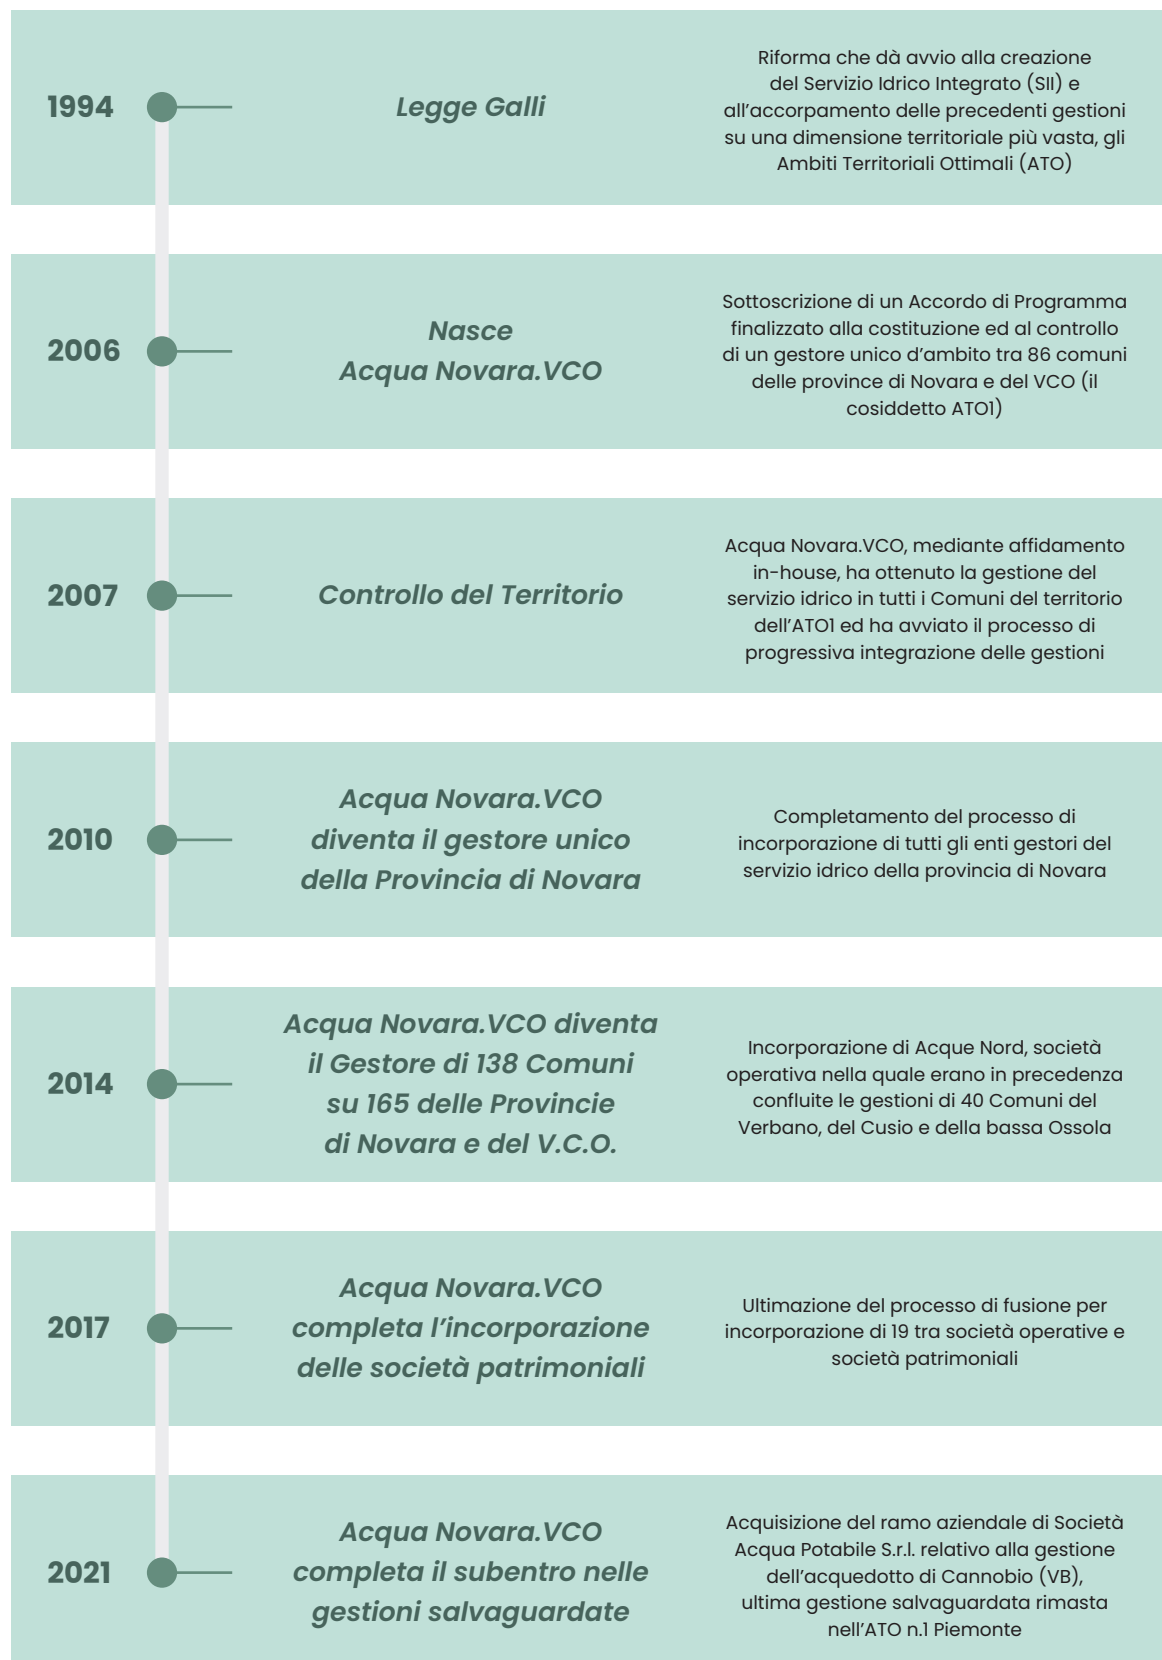 1994
Legge Galli
Riforma che dà avvio alla creazione
del Servizio Idrico Integrato (SII) e
all’accorpamento delle precedenti gestioni
su una dimensione territoriale più vasta, gli
Ambiti Territoriali Ottimali (ATO)
2006
Nasce
Acqua Novara.VCO
Sottoscrizione di un Accordo di Programma
finalizzato alla costituzione ed al controllo
di un gestore unico d’ambito tra 86 comuni
delle province di Novara e del VCO (il
cosiddetto ATO1)
2007
Controllo del Territorio
Acqua Novara.VCO, mediante affidamento
in-house, ha ottenuto la gestione del
servizio idrico in tutti i Comuni del territorio
dell’ATO1 ed ha avviato il processo di
progressiva integrazione delle gestioni
2010
Acqua Novara.VCO
diventa il gestore unico
della Provincia di Novara
Completamento del processo di
incorporazione di tutti gli enti gestori del
servizio idrico della provincia di Novara
2014
Acqua Novara.VCO diventa
il Gestore di 138 Comuni
su 165 delle Provincie
di Novara e del V.C.O.
Incorporazione di Acque Nord, società
operativa nella quale erano in precedenza
confluite le gestioni di 40 Comuni del
Verbano, del Cusio e della bassa Ossola
2017
Acqua Novara.VCO
completa l’incorporazione
delle società patrimoniali
Ultimazione del processo di fusione per
incorporazione di 19 tra società operative e
società patrimoniali
2021
Acqua Novara.VCO
completa il subentro nelle
gestioni salvaguardate
Acquisizione del ramo aziendale di Società
Acqua Potabile S.r.l. relativo alla gestione
dell’acquedotto di Cannobio (VB),
ultima gestione salvaguardata rimasta
nell’ATO n.1 Piemonte